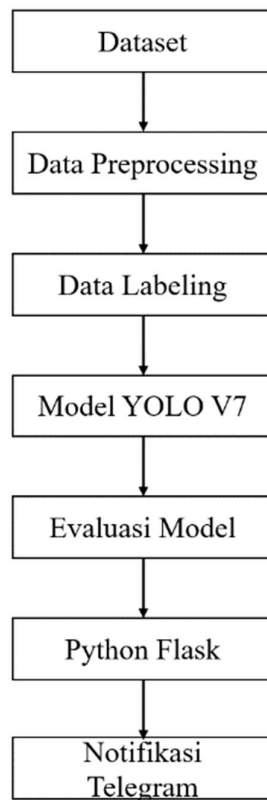 Dataset
Data Preprocessing
Data Labeling
Model YOLO V7
Evaluasi Model
Python Flask
Notifikasi
Telegram